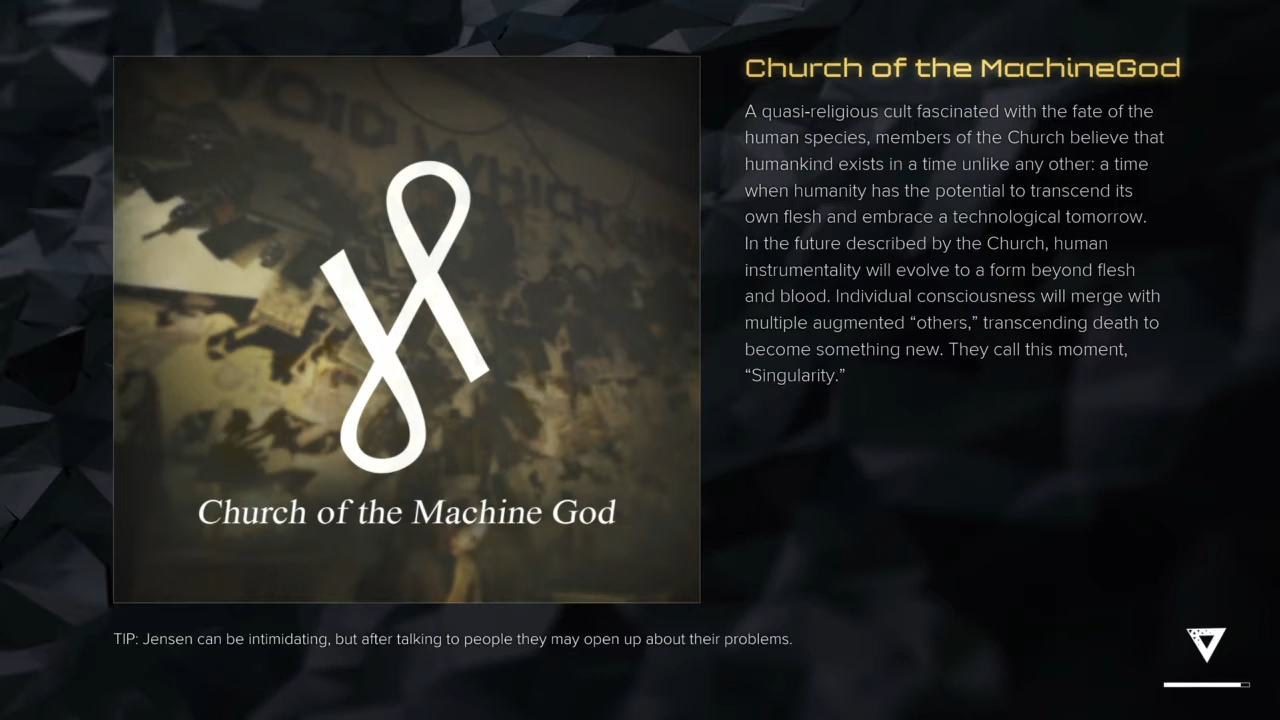 VOID WHICH
Church of the Machine God
Church of the MachineGod
A quasi-religious cult fascinated with the fate of the
human species, members of the Church believe that
humankind exists in a time unlike any other: a time
when humanity has the potential to transcend its
own flesh and embrace a technological tomorrow.
In the future described by the Church, human
instrumentality will evolve to a form beyond flesh
and blood. Individual consciousness will merge with
multiple augmented “others,” transcending death to
become something new. They call this moment,
“Singularity.”
TIP: Jensen can be intimidating, but after talking to people they may open up about their problems.